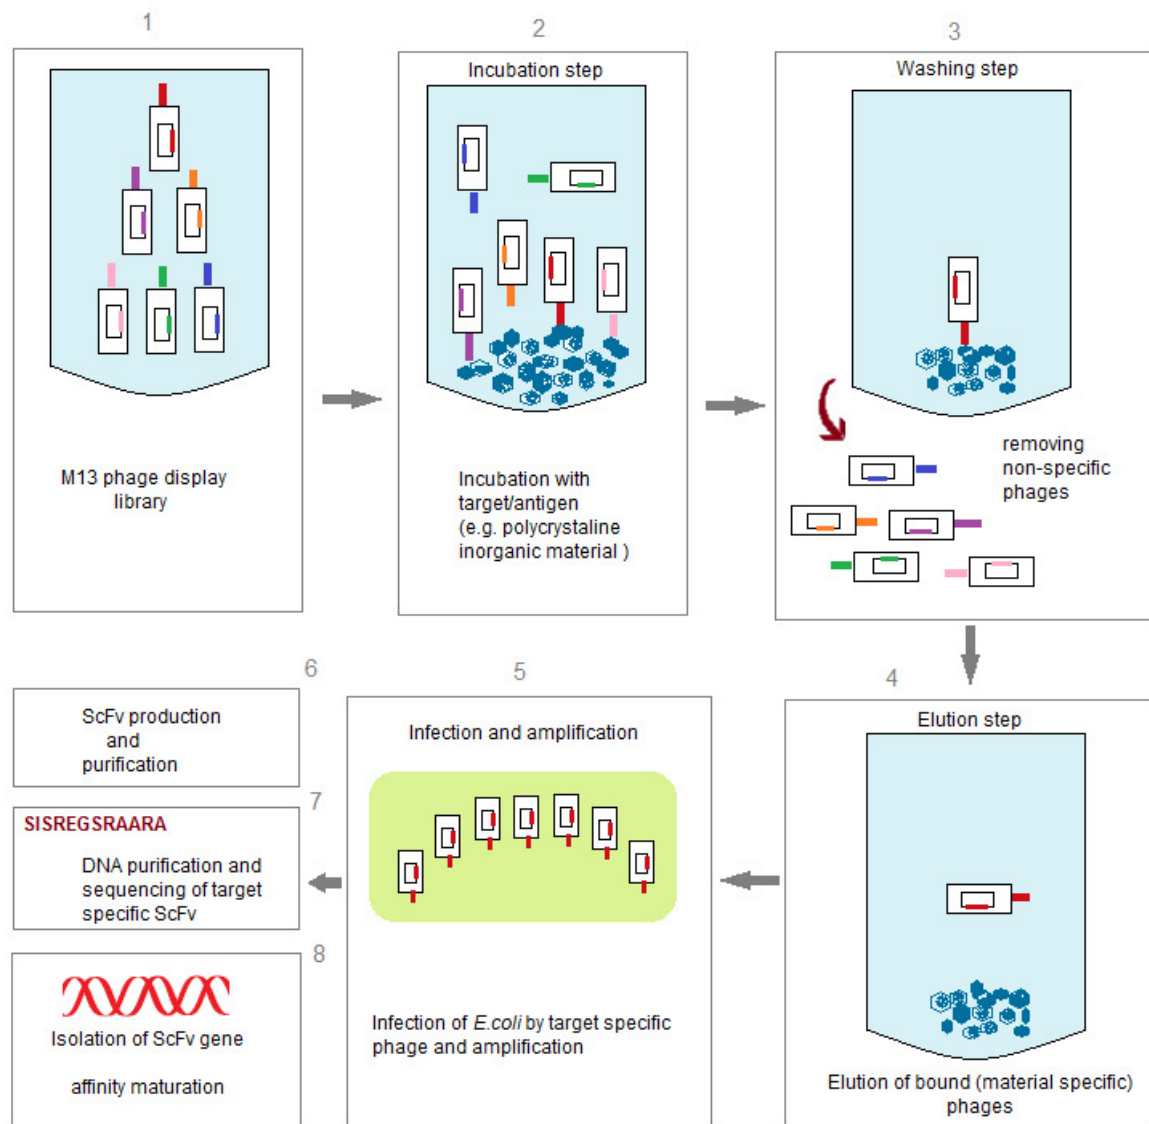 1
M13 phage display
library
2
Incubation step
Incubation with
target/antigen
(e.g. polycrystaline
inorganic material )
3
Washing step
removing
non-specific
phages
4
Elution step
Elution of bound (material specific)
phages
5
Infection and amplification
Infection of E.coli by target specific
phage and amplification
6
ScFv production
and
purification
7
SISREGSRAARA
DNA purification and
sequencing of target
specific ScFv
8
Isolation of ScFv gene
affinity maturation